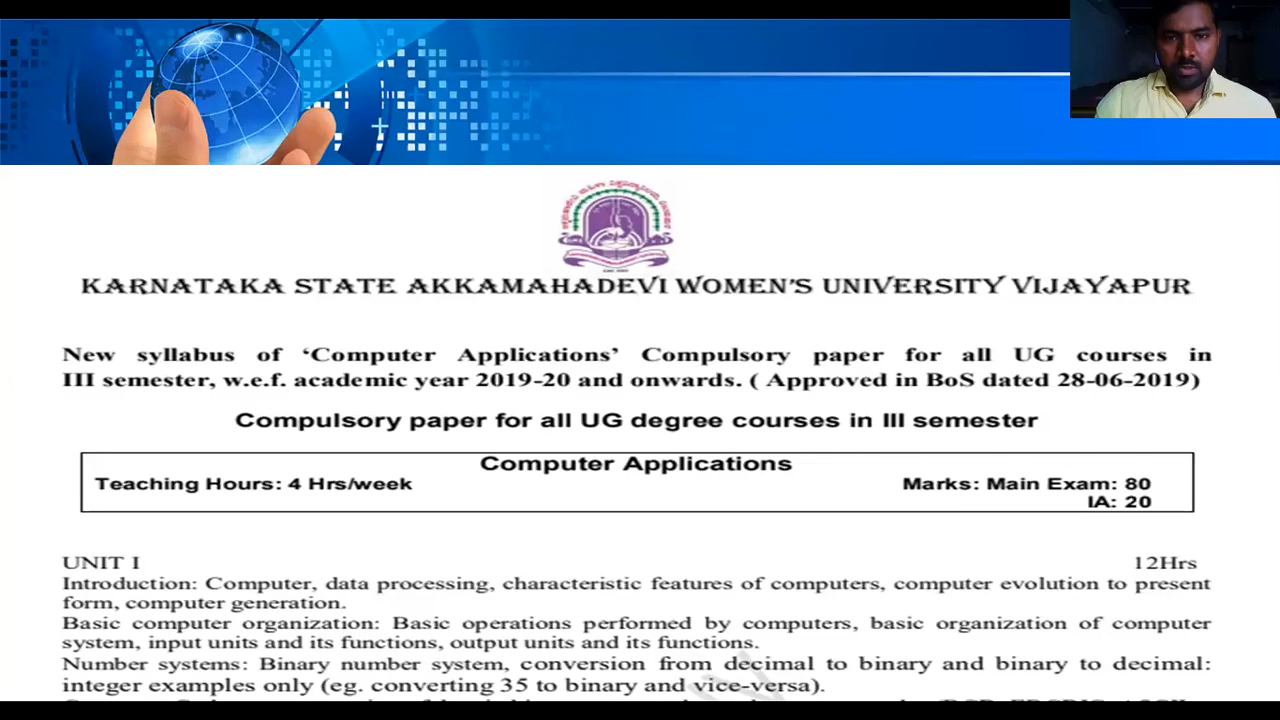 KARNATAKA STATE AKKAMAHADEVI WOMEN'S UNIVERSITY VIJAYAPUR
New syllabus of ‘Computer Applications’ Compulsory paper for all UG courses in
III semester, w.e.f. academic year 2019-20 and onwards. ( Approved in BoS dated 28-06-2019)
Compulsory paper for all UG degree courses in III semester
Computer Applications
Teaching Hours: 4 Hrs/week Marks: Main Exam: 80
IA: 20
UNIT I 12Hrs
Introduction: Computer, data processing, characteristic features of computers, computer evolution to present
form, computer generation.
Basic computer organization: Basic operations performed by computers, basic organization of computer
system, input units and its functions, output units and its functions.
Number systems: Binary number system, conversion from decimal to binary and binary to decimal:
integer examples only (eg. converting 35 to binary and vice-versa).